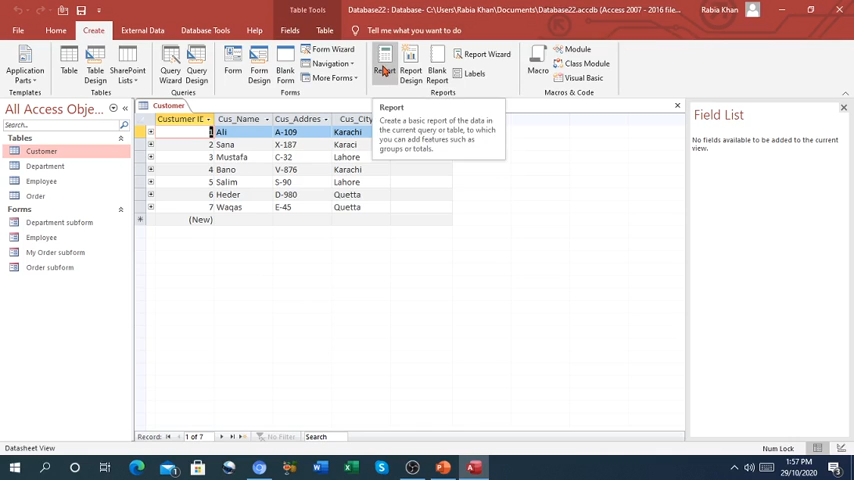 Table Tools
Database22 : Database- C:\Users\Rabia Khan\Documents\Database22.accdb (Access 2007 - 2016 file...
Rabia Khan
File
Home
Create
External Data
Database Tools
Fields
Table
Tell me what you want to do
Application Parts
Table
Table Design
SharePoint Lists
Query Wizard
Query Design
Form
Form Design
Blank Form
Form Wizard
Navigation
More Forms
Report
Report Design
Blank Report
Report Wizard
Labels
Macro
Module
Class Module
Visual Basic
Templates
Tables
Queries
Forms
Reports
Macros & Code
All Access Obje...
Search...
Tables
Customer
Department
Employee
Order
Forms
Department subform
Employee
My Order subform
Order subform
Customer
Custumer ID Cus_Name Cus_Addres Cus_City
1 Ali A-109 Karachi
2 Sana X-187 Karaci
3 Mustafa C-32 Lahore
4 Bano V-876 Karachi
5 Salim S-90 Lahore
6 Heder D-980 Quetta
7 Waqas E-45 Quetta
(New)
Report
Create a basic report of the data in
the current query or table, to which
you can add features such as
groups or totals.
Field List
No fields available to be added to the current
view.
Record: 1 of 7 No Filter Search
Datasheet View
Num Lock
1:57 PM
29/10/2020